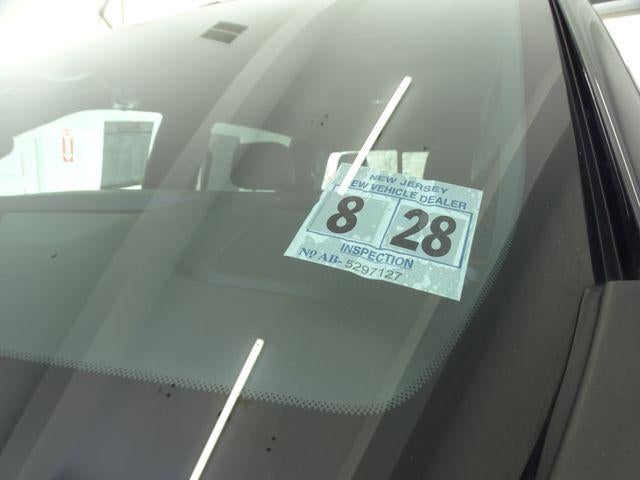 NEW JERSEY
NEW VEHICLE DEALER
8 28
INSPECTION
Nº AB- 5297127